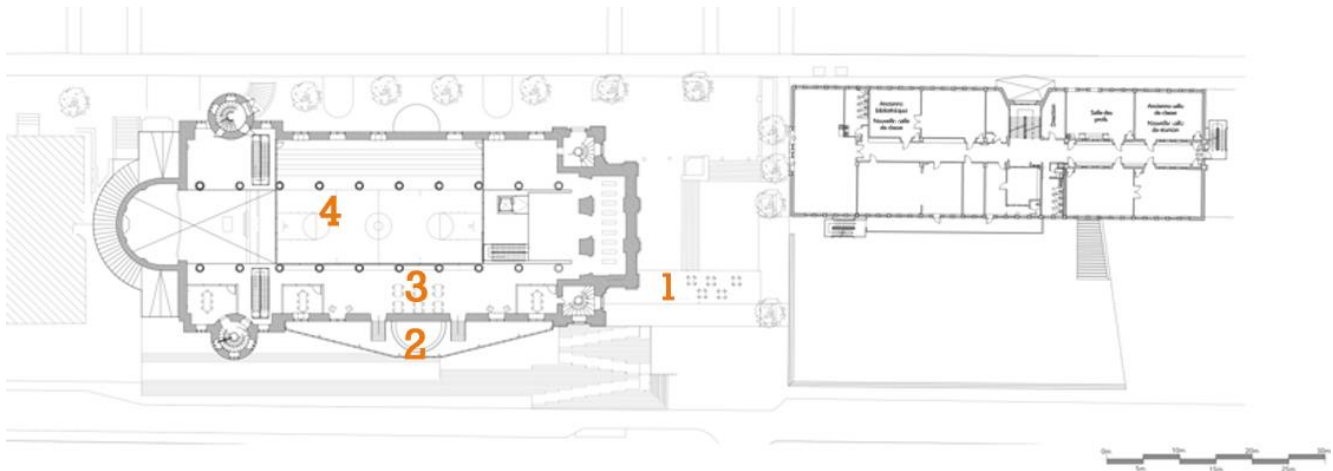 Ancienne
bibliothèque
Nouvelle salle
de classe
Direction
Salle des
profs
Ancienne salle
de classe
Nouvelle salle
de réunion
4
3
1
2
0m
10m
20m
30m
5m
15m
25m